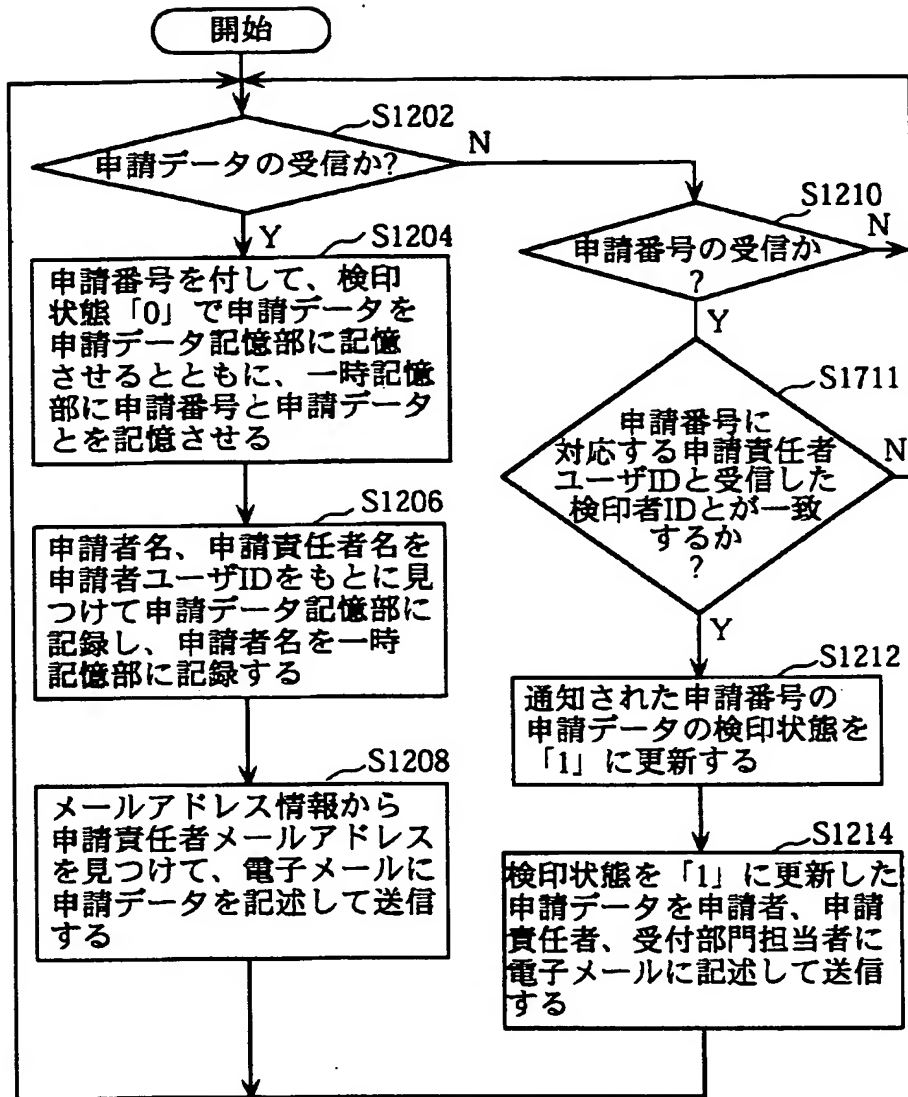 開始
S1202
申請データの受信か?
N
Y
S1204
申請番号を付して、検印
状態「0」で申請データを
申請データ記憶部に記憶
させるとともに、一時記憶
部に申請番号と申請データ
とを記憶させる
S1206
申請者名、申請責任者名を
申請者ユーザIDをもとに見
つけて申請データ記憶部に
記録し、申請者名を一時
記憶部に記録する
S1208
メールアドレス情報から
申請責任者メールアドレス
を見つけて、電子メールに
申請データを記述して送信
する
S1210
申請番号の受信か
?
N
Y
S1711
申請番号に
対応する申請責任者
ユーザIDと受信した
検印者IDとが一致
するか
?
N
Y
S1212
通知された申請番号の
申請データの検印状態を
「1」に更新する
S1214
検印状態を「1」に更新した
申請データを申請者、申請
責任者、受付部門担当者に
電子メールに記述して送信
する